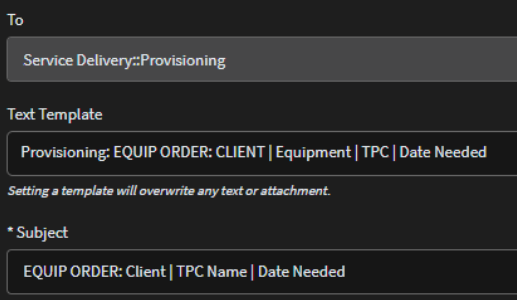 To
Service Delivery::Provisioning
Text Template
Provisioning: EQUIP ORDER: CLIENT | Equipment | TPC | Date Needed
Setting a template will overwrite any text or attachment.
* Subject
EQUIP ORDER: Client | TPC Name | Date Needed